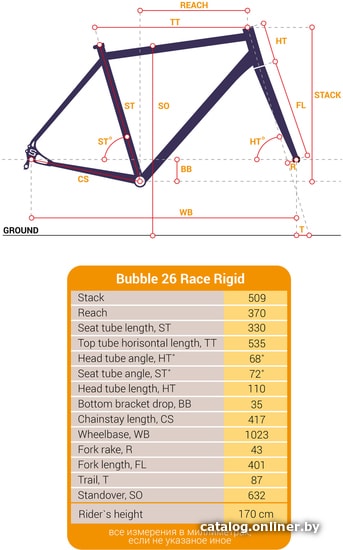 REACH
TT
HT
ST
SO
FL
STACK
ST°
HT°
R
CS
BB
WB
GROUND
T
Bubble 26 Race Rigid
Stack 509
Reach 370
Seat tube length, ST 330
Top tube horisontal length, TT 535
Head tube angle, HT° 68°
Seat tube angle, ST° 72°
Head tube length, HT 110
Bottom bracket drop, BB 35
Chainstay length, CS 417
Wheelbase, WB 1023
Fork rake, R 43
Fork length, FL 401
Trail, T 87
Standover, SO 632
Rider`s height 170 cm
все измерения в миллиметрах,
если не указаное иное
catalog.onliner.by